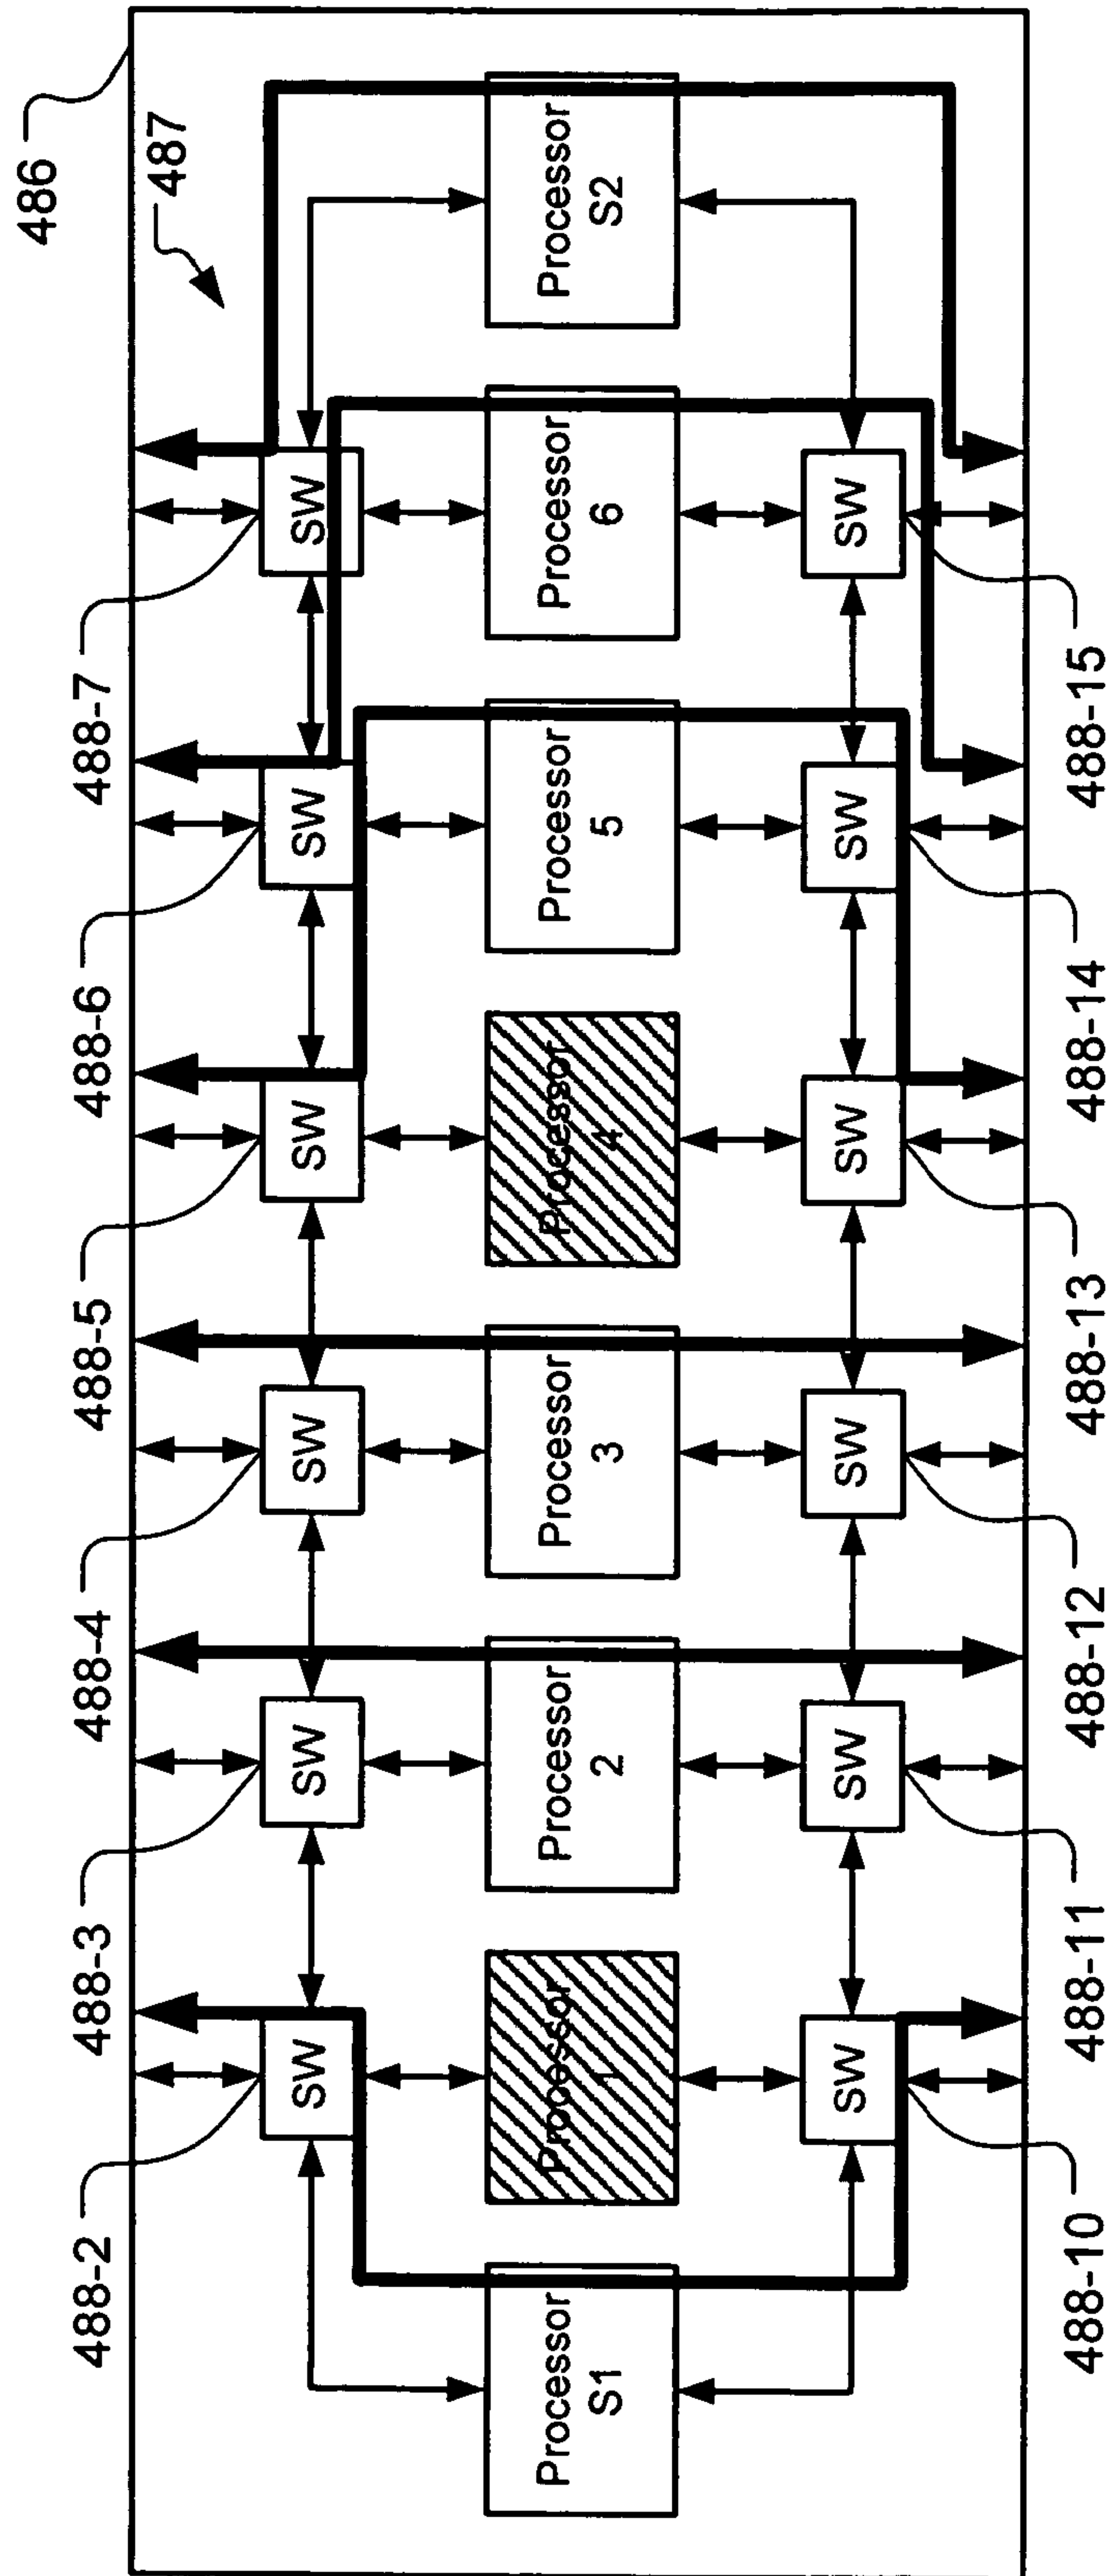 486
487
488-2
488-3
488-4
488-5
488-6
488-7
SW
SW
SW
SW
SW
SW
Processor
S1
Processor
1
Processor
2
Processor
3
Processor
4
Processor
5
Processor
6
Processor
S2
SW
SW
SW
SW
SW
SW
488-10
488-11
488-12
488-13
488-14
488-15